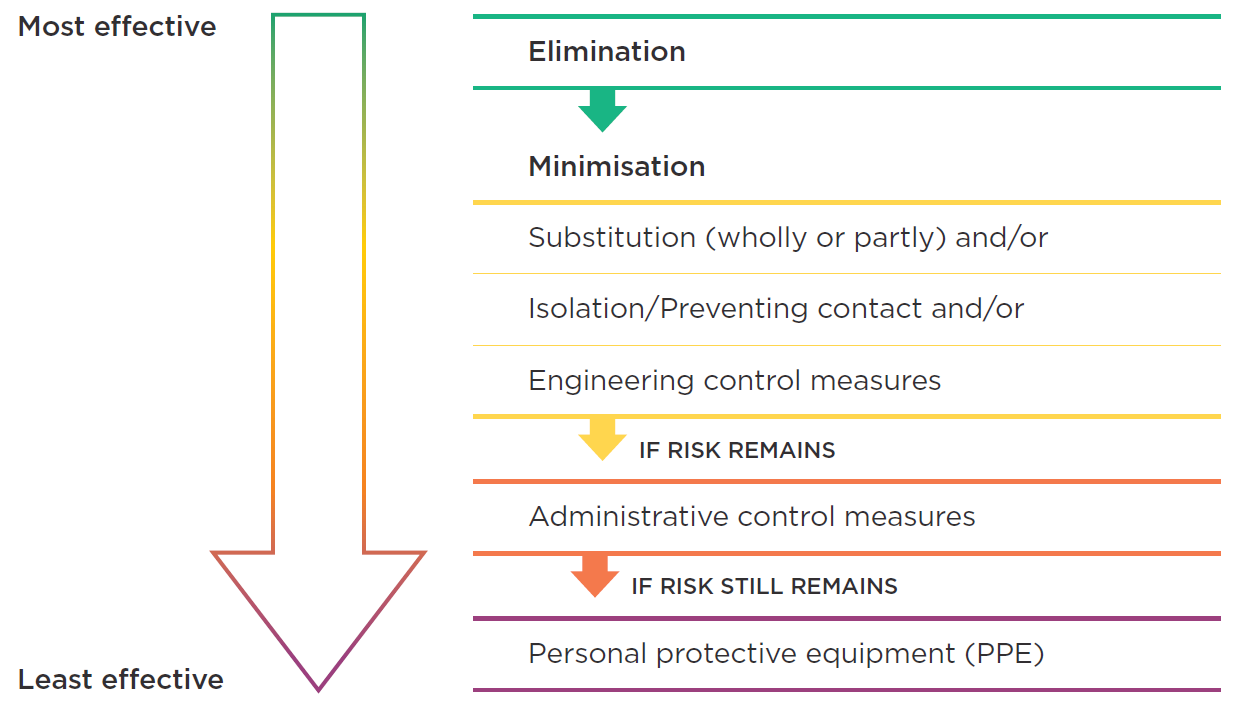 Most effective
Elimination
Minimisation
Substitution (wholly or partly) and/or
Isolation/Preventing contact and/or
Engineering control measures
IF RISK REMAINS
Administrative control measures
IF RISK STILL REMAINS
Personal protective equipment (PPE)
Least effective